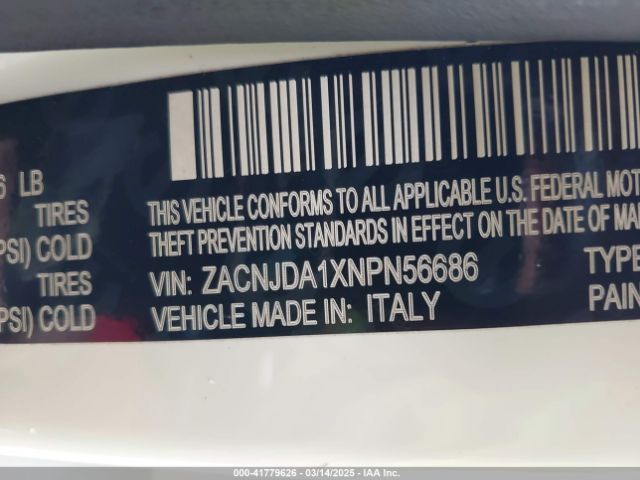 6 LB
TIRES
PSI) COLD
TIRES
PSI) COLD
THIS VEHICLE CONFORMS TO ALL APPLICABLE U.S. FEDERAL MOT
THEFT PREVENTION STANDARDS IN EFFECT ON THE DATE OF MA
VIN: ZACNJDA1XNPN56686
TYPE
VEHICLE MADE IN: ITALY
PAIN
000-41779626 - 03/14/2025 - IAA Inc.